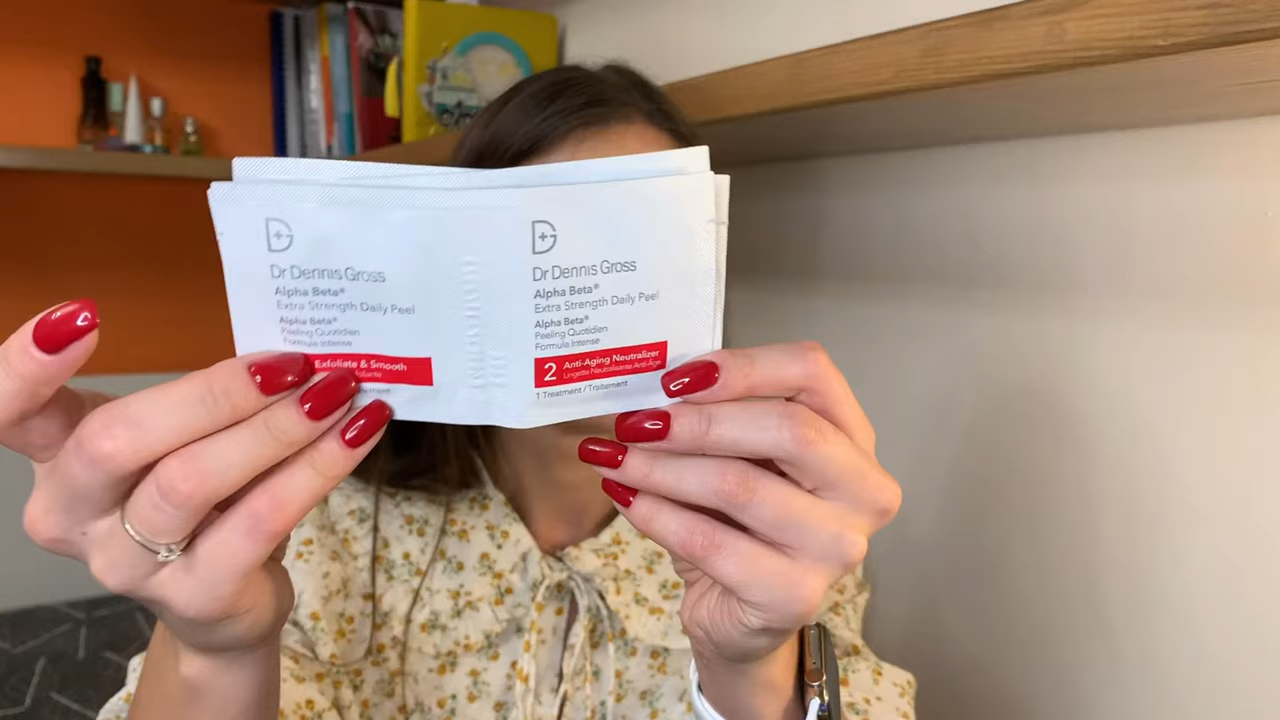 Dr Dennis Gross
Alpha Beta®
Extra Strength Daily Peel
Alpha Beta®
Peeling Quotidien
Formule Intense
Exfoliate & Smooth
Dr Dennis Gross
Alpha Beta®
Extra Strength Daily Peel
Alpha Beta®
Peeling Quotidien
Formule Intense
2 Anti-Aging Neutralizer
Lingette Neutralisante Anti-Âge
1 Treatment / Traitement